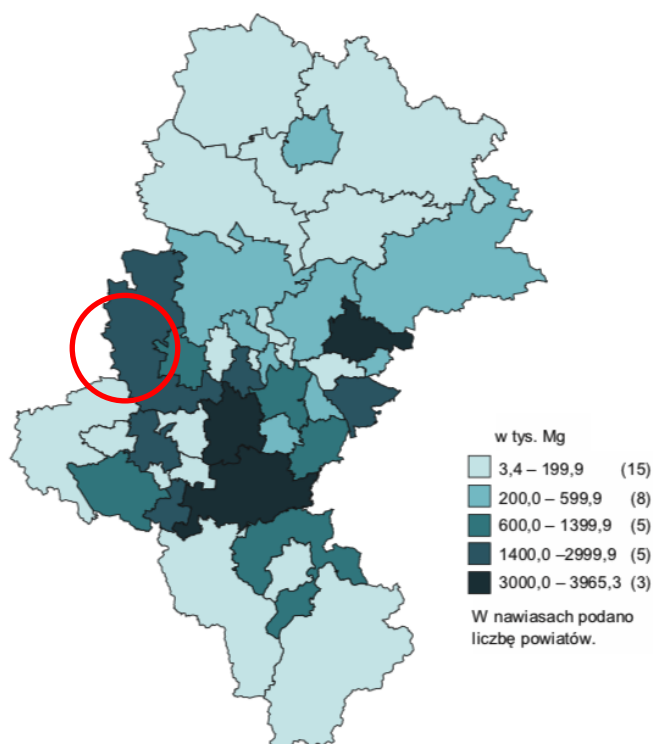 w tys. Mg
3,4 – 199,9 (15)
200,0 – 599,9 (8)
600,0 – 1399,9 (5)
1400,0 –2999,9 (5)
3000,0 – 3965,3 (3)
W nawiasach podano
liczbę powiatów.